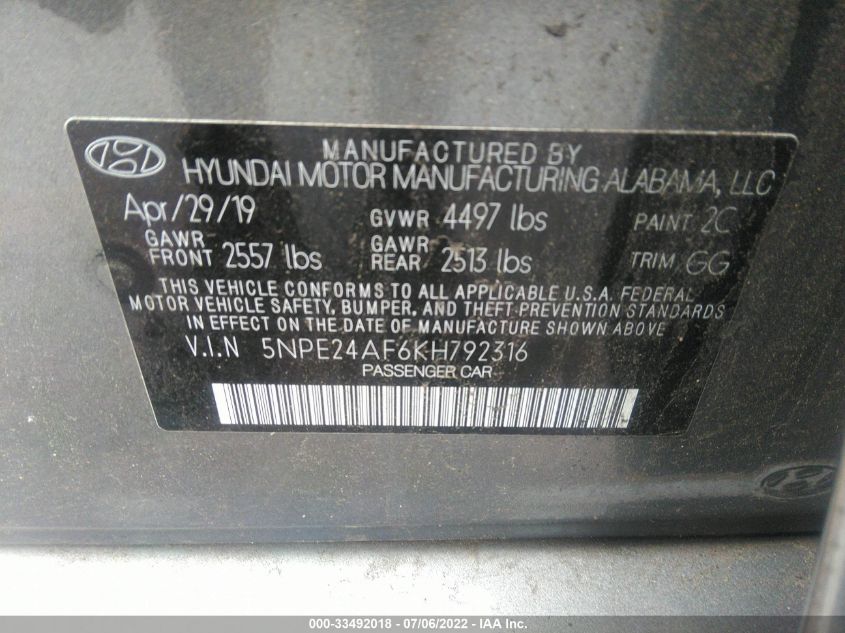 MANUFACTURED BY
HYUNDAI MOTOR MANUFACTURING ALABAMA, LLC
Apr/29/19 GVWR 4497 lbs PAINT 2C
GAWR FRONT 2557 lbs GAWR REAR 2513 lbs TRIM GG
THIS VEHICLE CONFORMS TO ALL APPLICABLE U.S.A. FEDERAL
MOTOR VEHICLE SAFETY, BUMPER, AND THEFT PREVENTION STANDARDS
IN EFFECT ON THE DATE OF MANUFACTURE SHOWN ABOVE.
V.I.N 5NPE24AF6KH792316
PASSENGER CAR
000-33492018 - 07/06/2022 - IAA Inc.